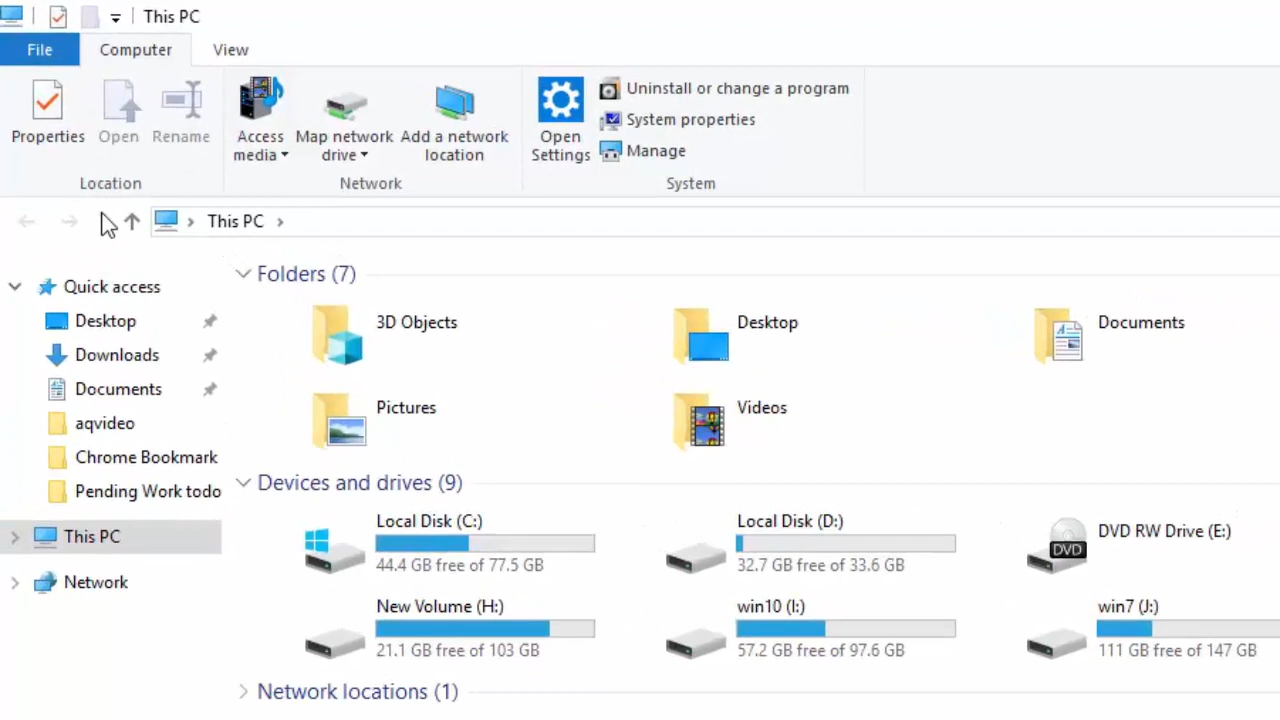 This PC
File
Computer
View
Properties
Open
Rename
Access media
Map network drive
Add a network location
Open Settings
Uninstall or change a program
System properties
Manage
Location
Network
System
This PC
Quick access
Desktop
Downloads
Documents
aqvideo
Chrome Bookmark
Pending Work todo
This PC
Network
Folders (7)
3D Objects
Desktop
Documents
Pictures
Videos
Devices and drives (9)
Local Disk (C:)
44.4 GB free of 77.5 GB
Local Disk (D:)
32.7 GB free of 33.6 GB
DVD RW Drive (E:)
DVD
New Volume (H:)
21.1 GB free of 103 GB
win10 (I:)
57.2 GB free of 97.6 GB
win7 (J:)
111 GB free of 147 GB
Network locations (1)